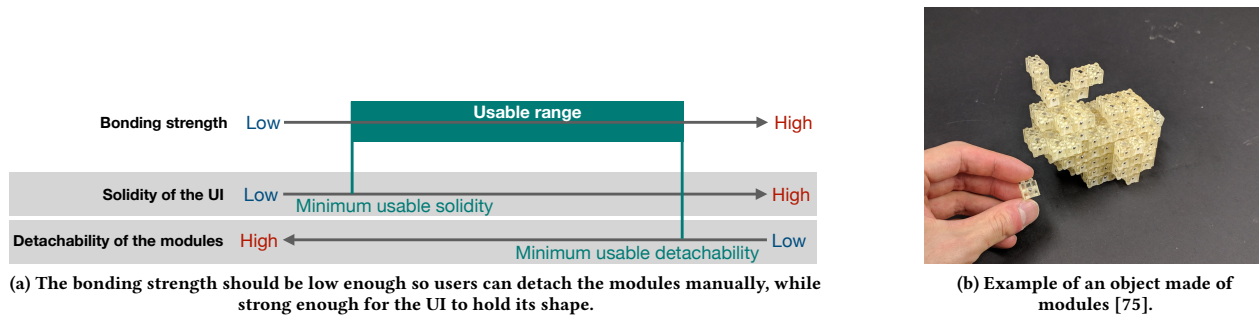 Usable range
Bonding strength Low High
Solidity of the UI Low High
Minimum usable solidity
Detachability of the modules High Low
Minimum usable detachability
(a) The bonding strength should be low enough so users can detach the modules manually, while
strong enough for the UI to hold its shape.
(b) Example of an object made of
modules [75].